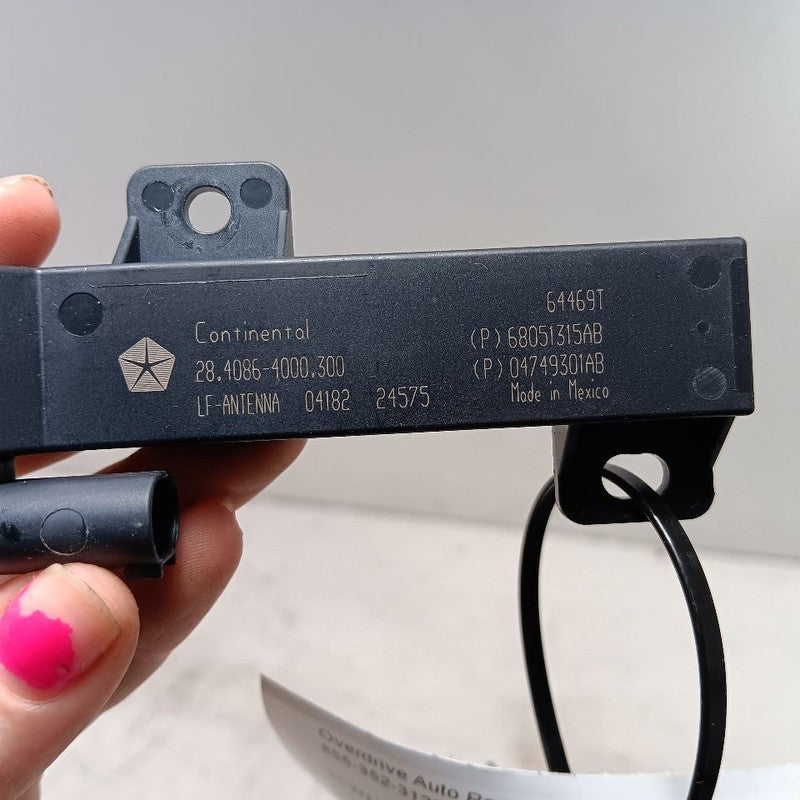 64469T
Continental
(P) 68051315AB
28.4086-4000.300
(P) 04749301AB
LF-ANTENNA 04182 24575
Made in Mexico
Overdrive Auto